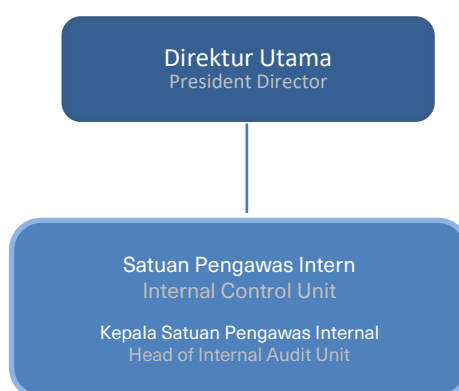 Direktur Utama
President Director
Satuan Pengawas Intern
Internal Control Unit
Kepala Satuan Pengawas Internal
Head of Internal Audit Unit